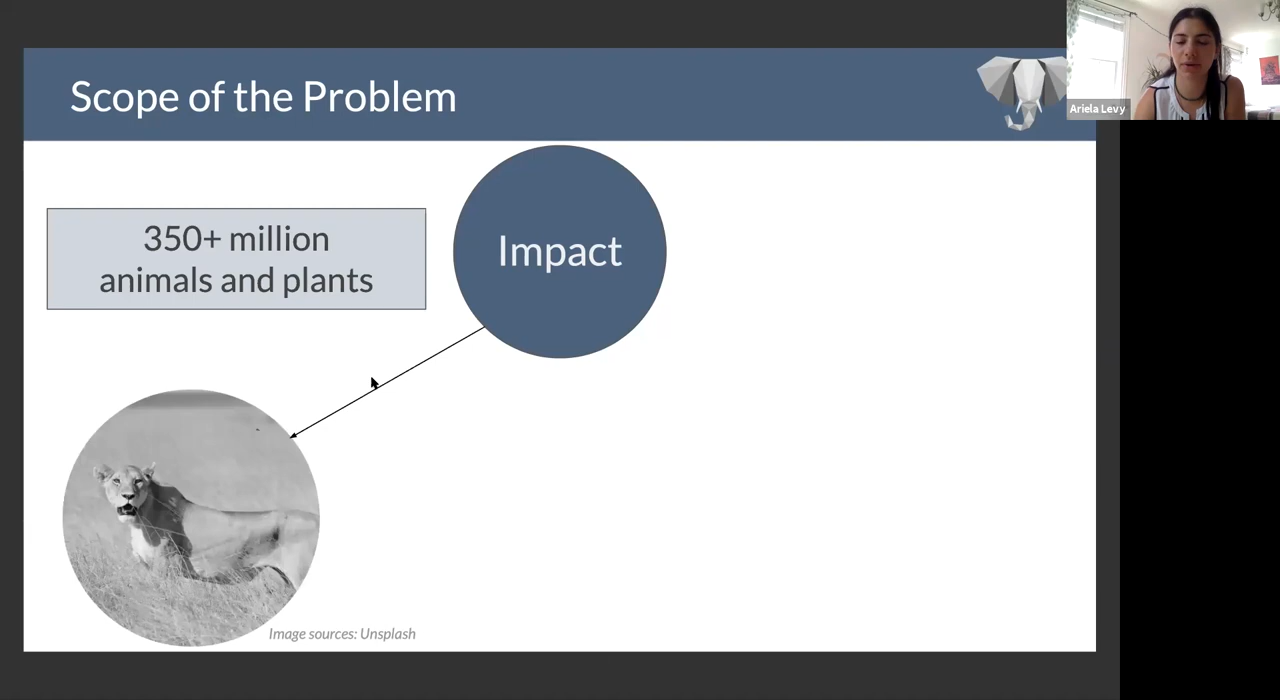 Scope of the Problem
Ariela Levy
350+ million
animals and plants
Impact
Image sources: Unsplash